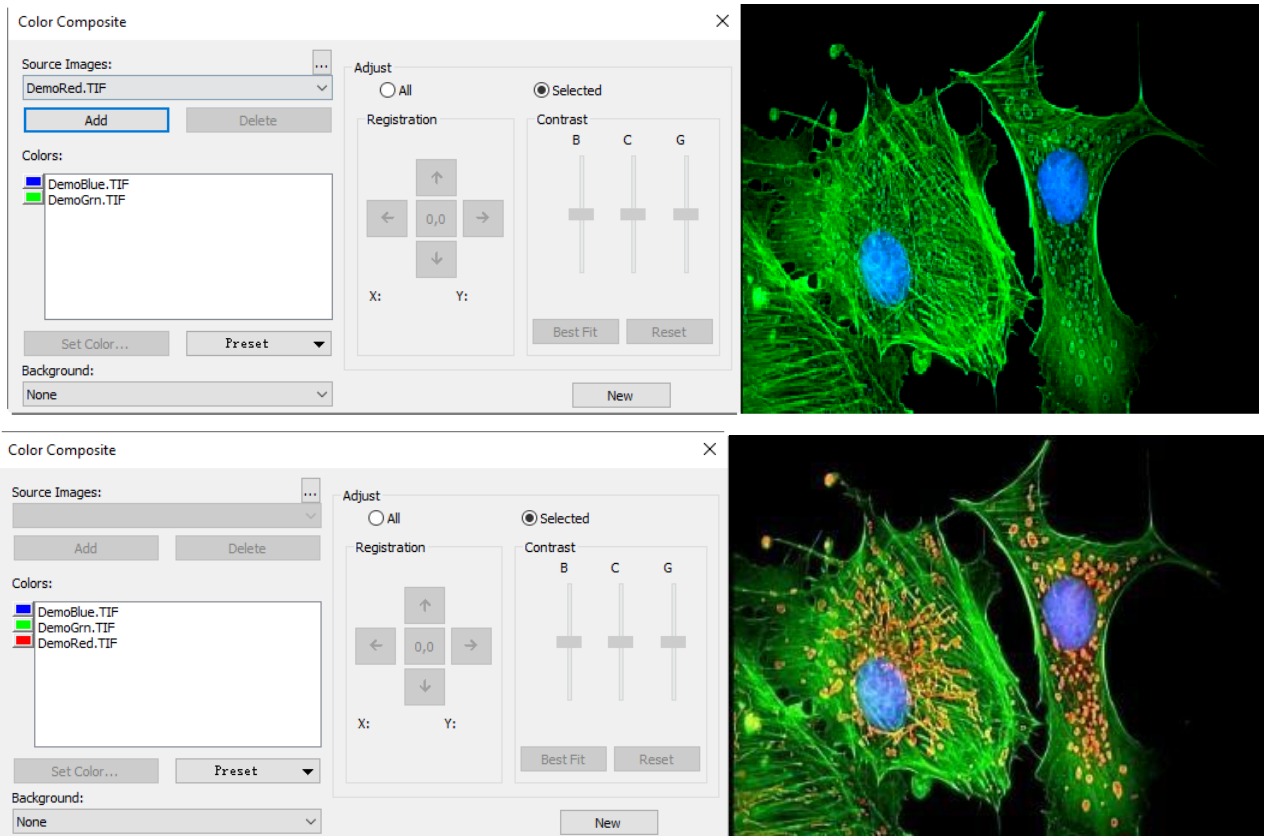 Color Composite
Source Images:
...
DemoRed.TIF
Add
Delete
Colors:
DemoBlue.TIF
DemoGrn.TIF
Set Color...
Preset
Background:
None
Adjust
All
Selected
Registration
0,0
X:
Y:
Contrast
B C G
Best Fit
Reset
New
Color Composite
Source Images:
...
Add
Delete
Colors:
DemoBlue.TIF
DemoGrn.TIF
DemoRed.TIF
Set Color...
Preset
Background:
None
Adjust
All
Selected
Registration
0,0
X:
Y:
Contrast
B C G
Best Fit
Reset
New